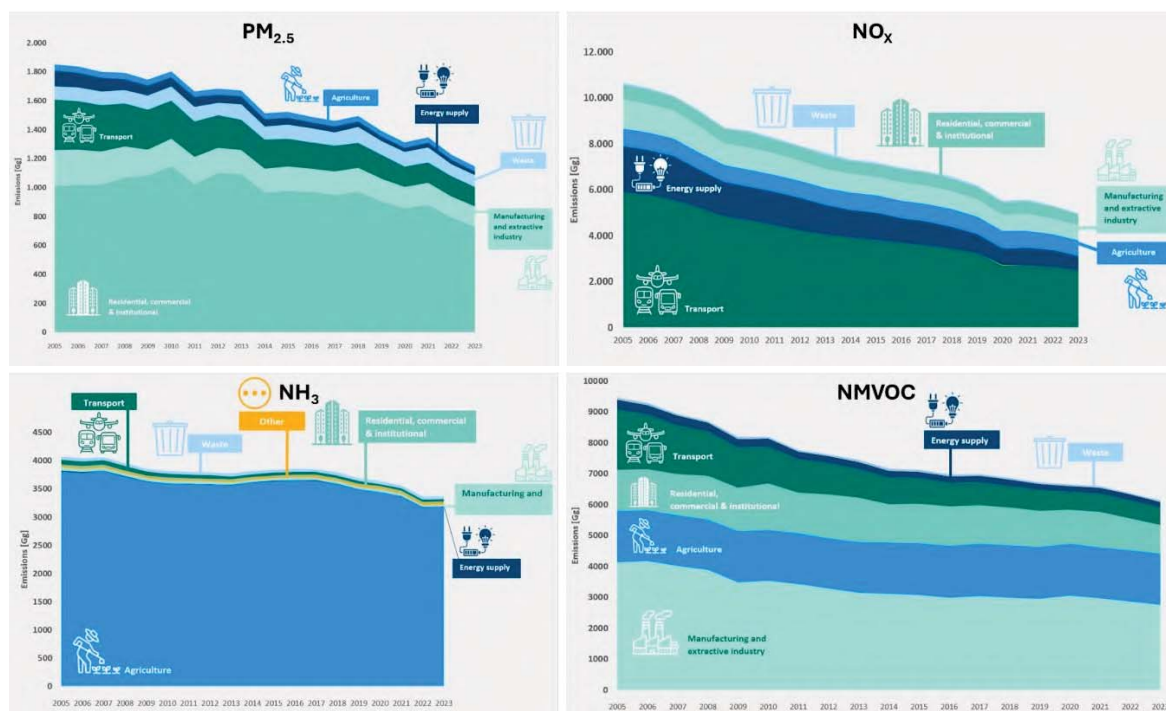 PM2.5
2.000
1.800
1.600
1.400
1.200
1.000
800
600
400
200
0
Emissions [Gg]
Agriculture
Energy supply
Transport
Waste
Manufacturing
and extractive
industry
Residential, commercial
& institutional
2005 2006 2007 2008 2009 2010 2011 2012 2013 2014 2015 2016 2017 2018 2019 2020 2021 2022 2023
NOX
12.000
10.000
8.000
6.000
4.000
2.000
0
Emissions [Gg]
Waste
Residential, commercial
& institutional
Energy supply
Manufacturing
and extractive
industry
Agriculture
Transport
2005 2006 2007 2008 2009 2010 2011 2012 2013 2014 2015 2016 2017 2018 2019 2020 2021 2022 2023
NH3
4500
4000
3500
3000
2500
2000
1500
1000
500
0
Emissions [Gg]
Transport
Waste
Other
Residential, commercial
& institutional
Manufacturing and
Energy supply
Agriculture
2005 2006 2007 2008 2009 2010 2011 2012 2013 2014 2015 2016 2017 2018 2019 2020 2021 2022 2023
NMVOC
10000
9000
8000
7000
6000
5000
4000
3000
2000
1000
0
Emissions [Gg]
Energy supply
Waste
Transport
Residential,
commercial & institutional
Agriculture
Manufacturing and
extractive industry
2005 2006 2007 2008 2009 2010 2011 2012 2013 2014 2015 2016 2017 2018 2019 2020 2021 2022 2023